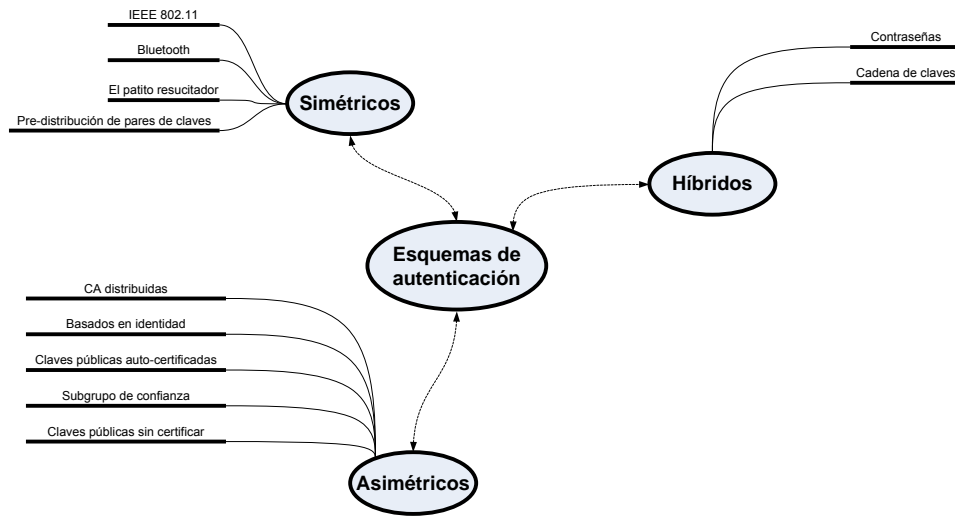 IEEE 802.11
Bluetooth
El patito resucitador
Pre-distribución de pares de claves
Simétricos
Contraseñas
Cadena de claves
Híbridos
Esquemas de
autenticación
CA distribuidas
Basados en identidad
Claves públicas auto-certificadas
Subgrupo de confianza
Claves públicas sin certificar
Asimétricos